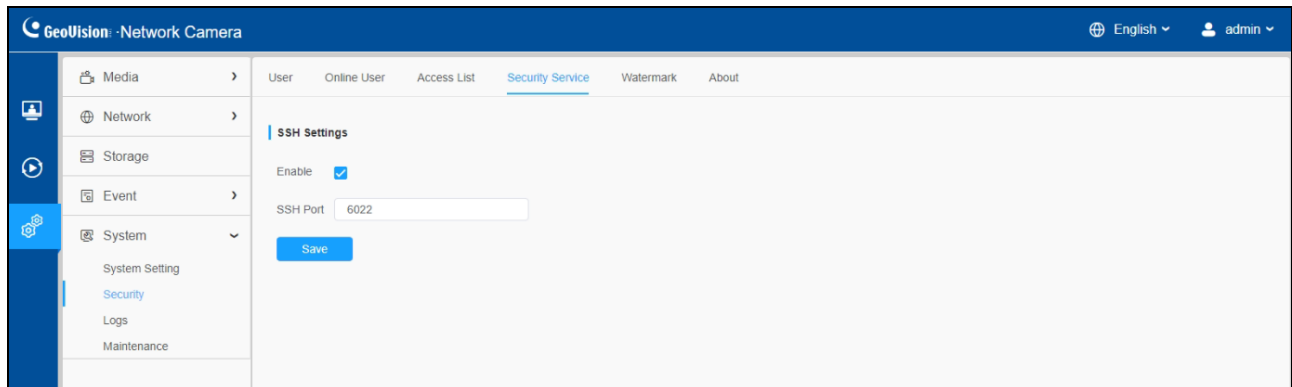 GeoVision · Network Camera
English
admin
Media
Network
Storage
Event
System
System Setting
Security
Logs
Maintenance
User Online User Access List Security Service Watermark About
SSH Settings
Enable
SSH Port 6022
Save